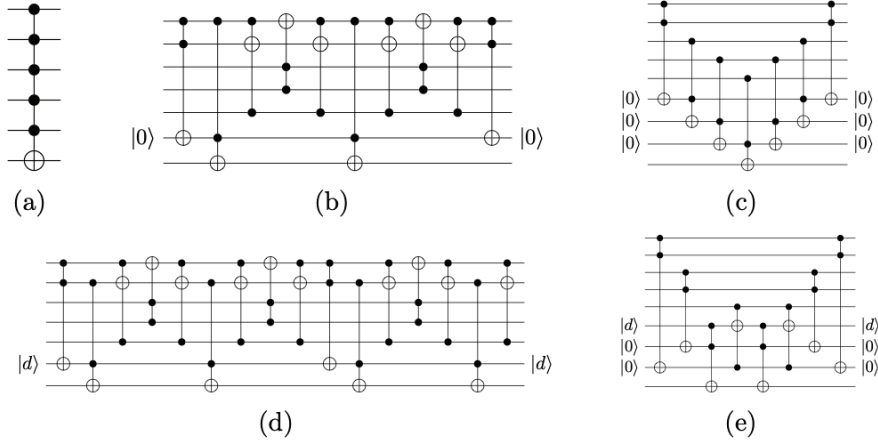 (a)
|0⟩ |0⟩
(b)
|0⟩ |0⟩
|0⟩ |0⟩
|0⟩ |0⟩
(c)
|d⟩ |d⟩
(d)
|d⟩ |d⟩
|0⟩ |0⟩
|0⟩ |0⟩
(e)